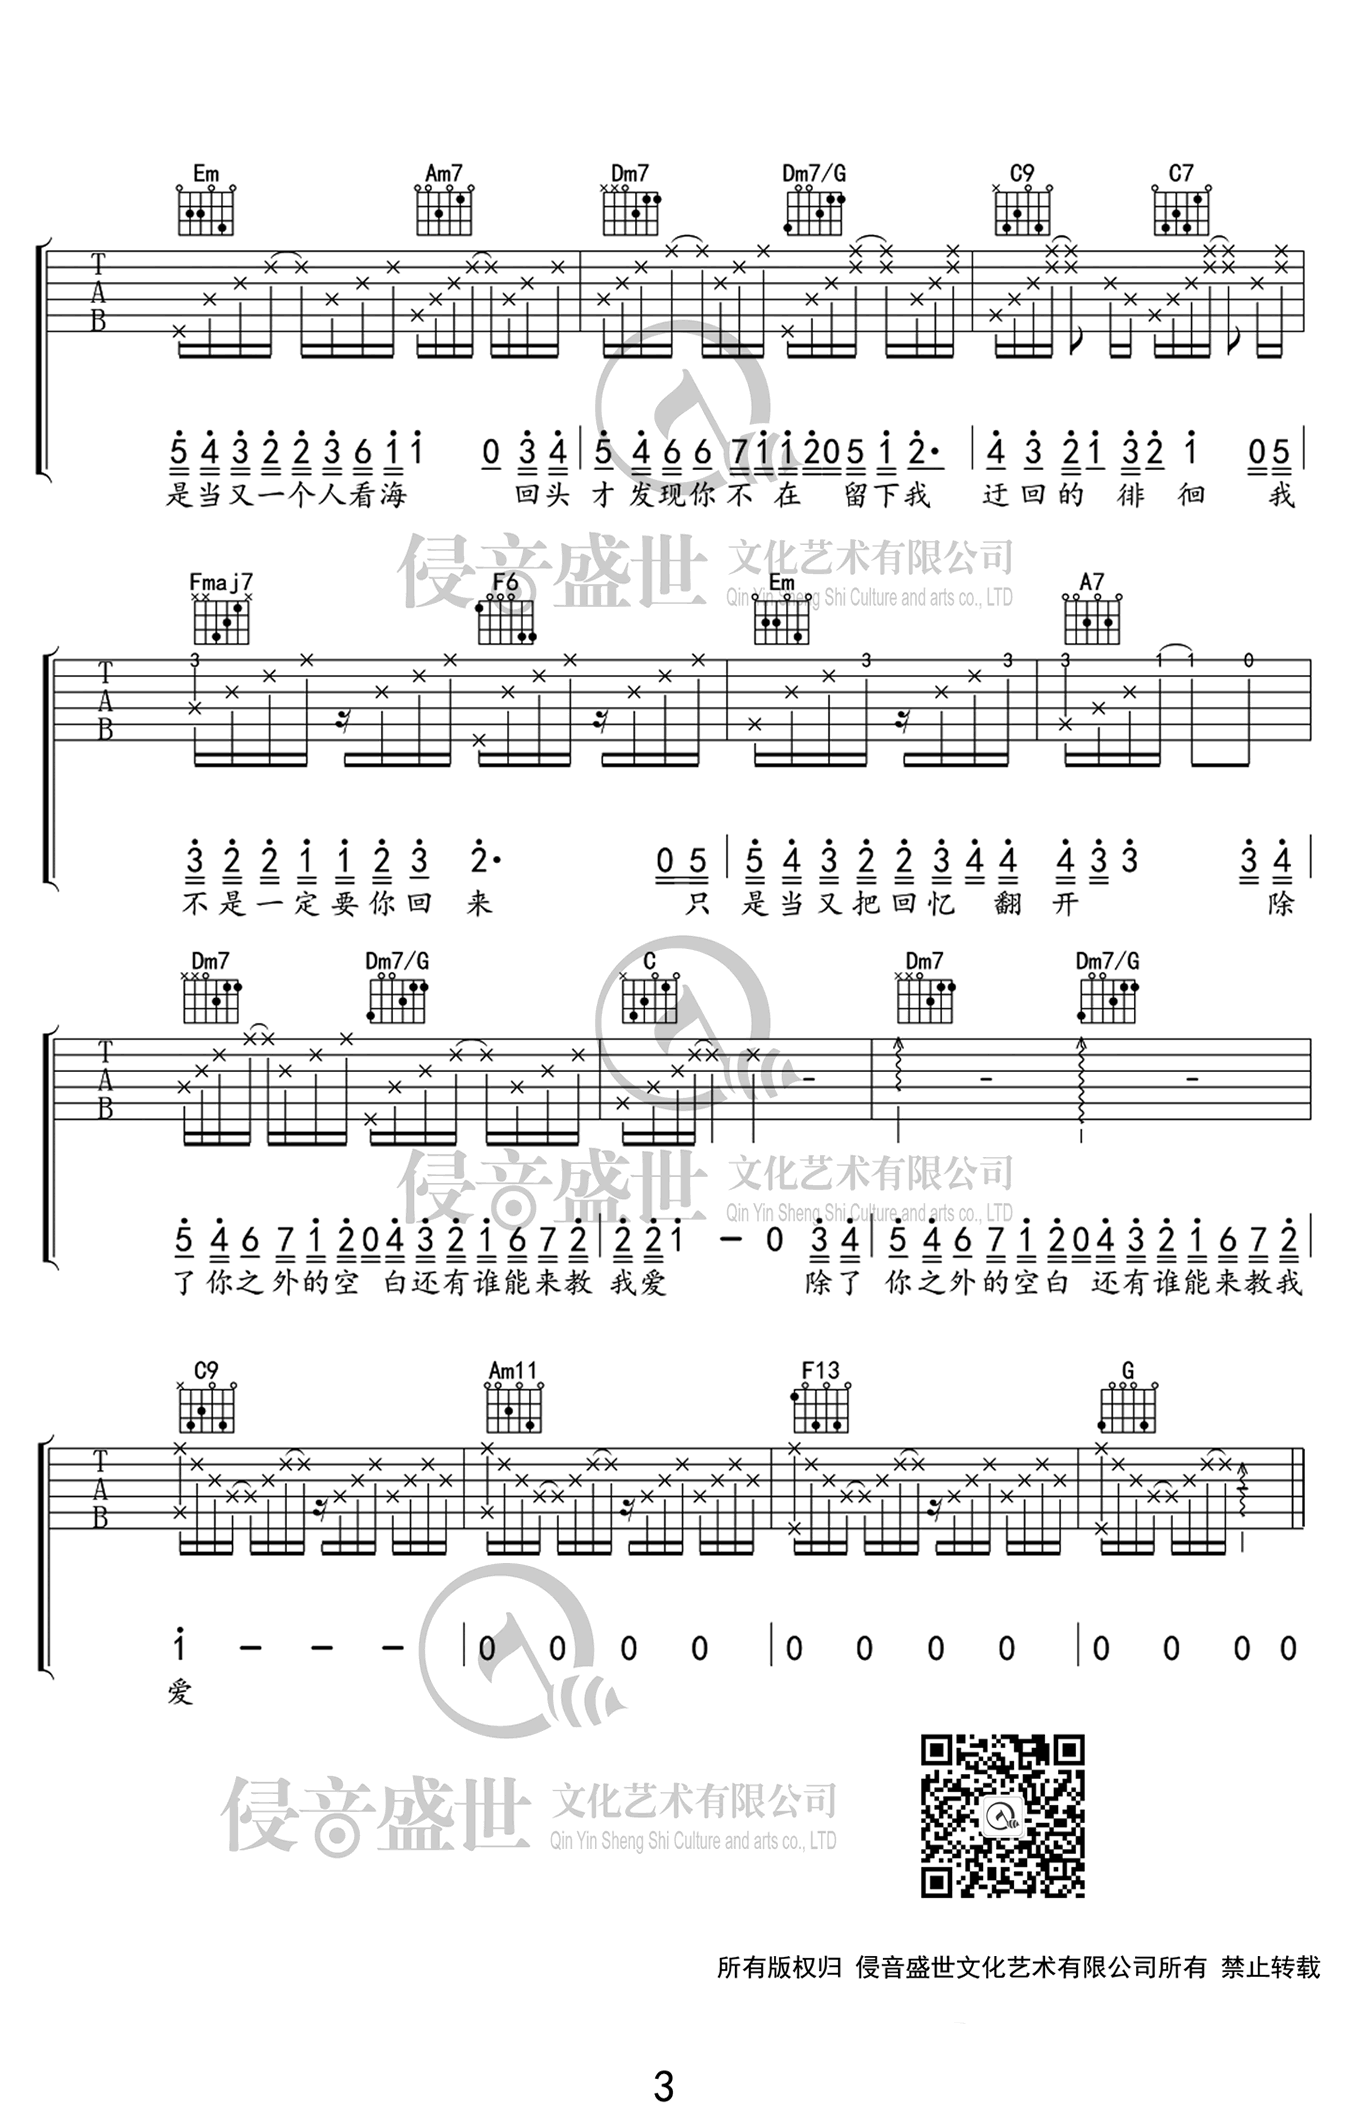 Em Am7 Dm7 Dm7/G C9 C7
T
A
B
5 4 3 2 2 3 6 1 1 0 3 4 | 5 4 6 6 7 1 1 2 0 5 1 2· | 4 3 2 1 3 2 1 0 5 |
是当又一个人看海 回头 才发现你不在 留下我 迂回的徘徊 我
侵音盛世 文化艺术有限公司
Qin Yin Sheng Shi Culture and arts co., LTD
Fmaj7 F6 Em A7
3 3 3 3 1 1 0
T
A
B
3 2 2 1 1 2 3 2· 0 5 | 5 4 3 2 2 3 4 4 4 3 3 3 4 |
不是一定要你回来 只 是当又把回忆 翻开 除
Dm7 Dm7/G C Dm7 Dm7/G
T
A
B
侵音盛世 文化艺术有限公司
Qin Yin Sheng Shi Culture and arts co., LTD
5 4 6 7 1 2 0 4 3 2 1 6 7 2 | 2 2 1 - 0 3 4 | 5 4 6 7 1 2 0 4 3 2 1 6 7 2 |
了你之外的空 白还有谁能来教 我爱 除了 你之外的空白 还有谁能来教我
C9 Am11 F13 G
T
A
B
1 - - - | 0 0 0 0 | 0 0 0 0 | 0 0 0 0
爱
侵音盛世 文化艺术有限公司
Qin Yin Sheng Shi Culture and arts co., LTD
所有版权归 侵音盛世文化艺术有限公司所有 禁止转载
3